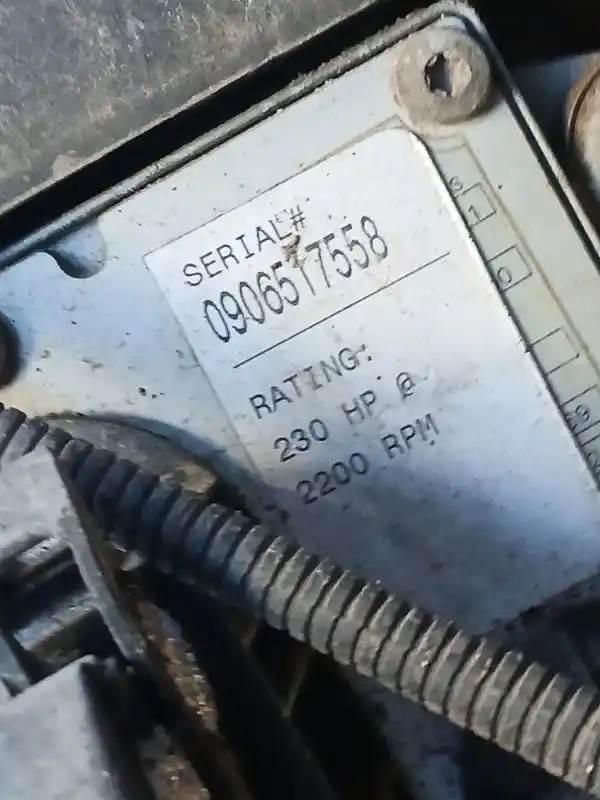 SERIAL#
0906517558
RATING:
230 HP @
2200 RPM